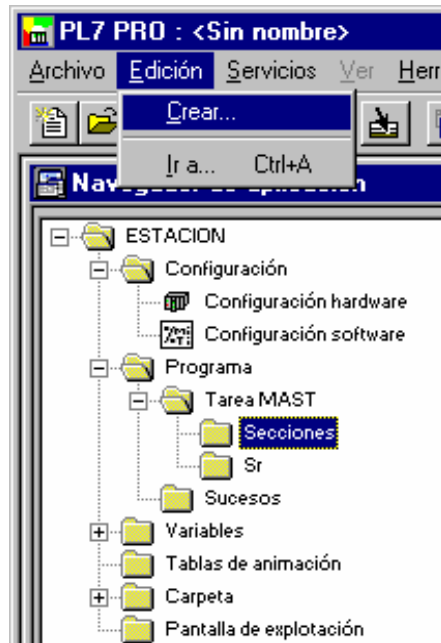 PL7 PRO : <Sin nombre>
Archivo Edición Servicios Ver Herr
Crear...
Ir a... Ctrl+A
ESTACION
Configuración
Configuración hardware
Configuración software
Programa
Tarea MAST
Secciones
Sr
Sucesos
Variables
Tablas de animación
Carpeta
Pantalla de explotación